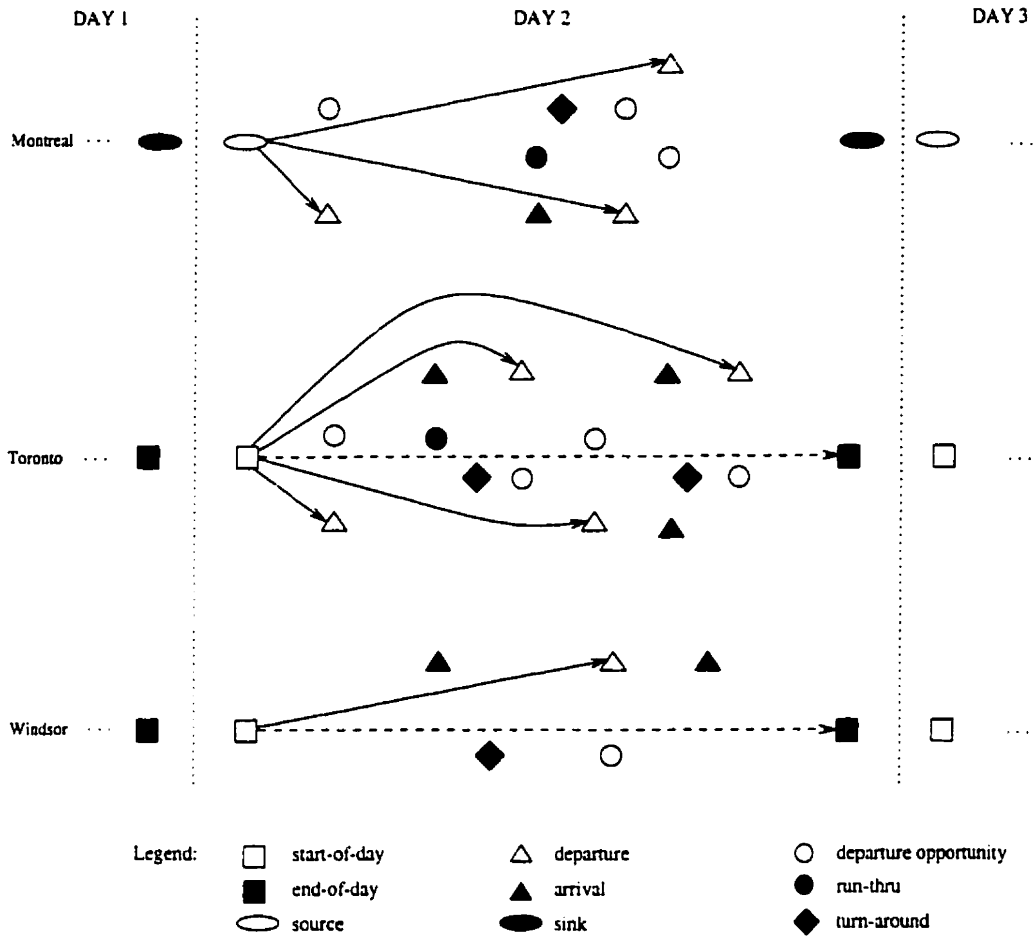 DAY 1 DAY 2 DAY 3
Montreal ... ...
Toronto ... ...
Windsor ... ...
Legend: start-of-day departure departure opportunity
end-of-day arrival run-thru
source sink turn-around